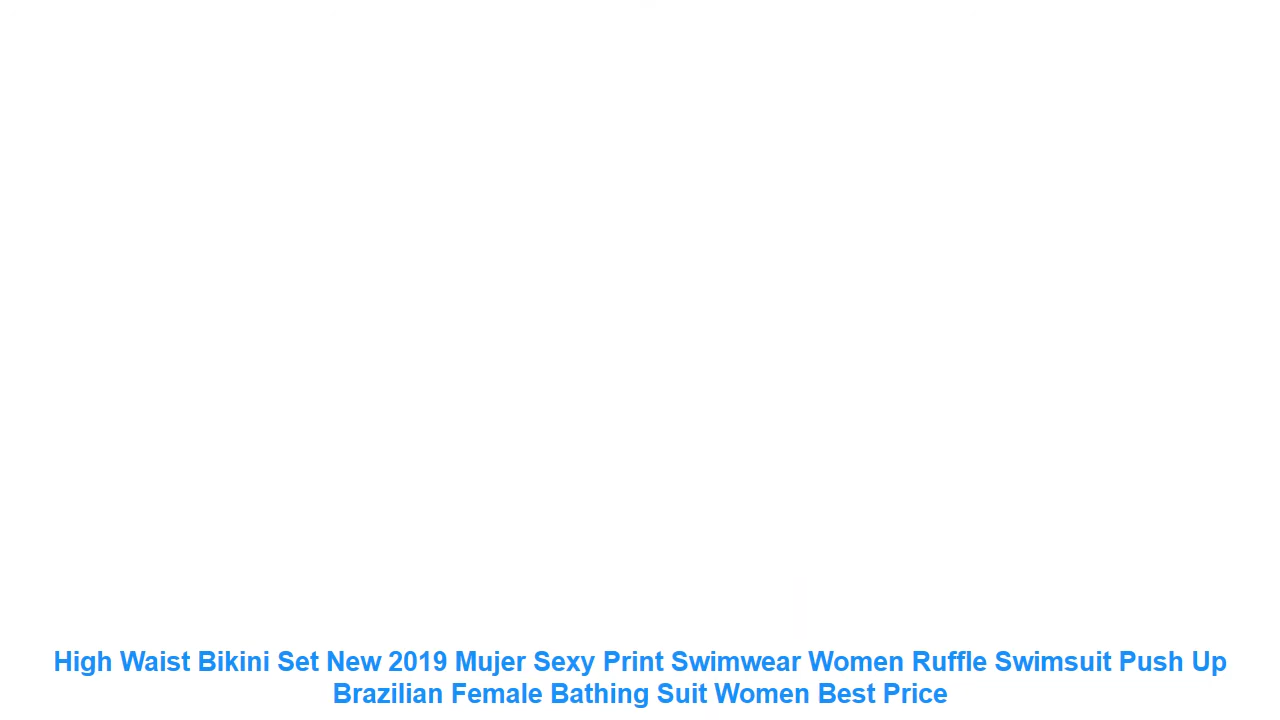 High Waist Bikini Set New 2019 Mujer Sexy Print Swimwear Women Ruffle Swimsuit Push Up
Brazilian Female Bathing Suit Women Best Price